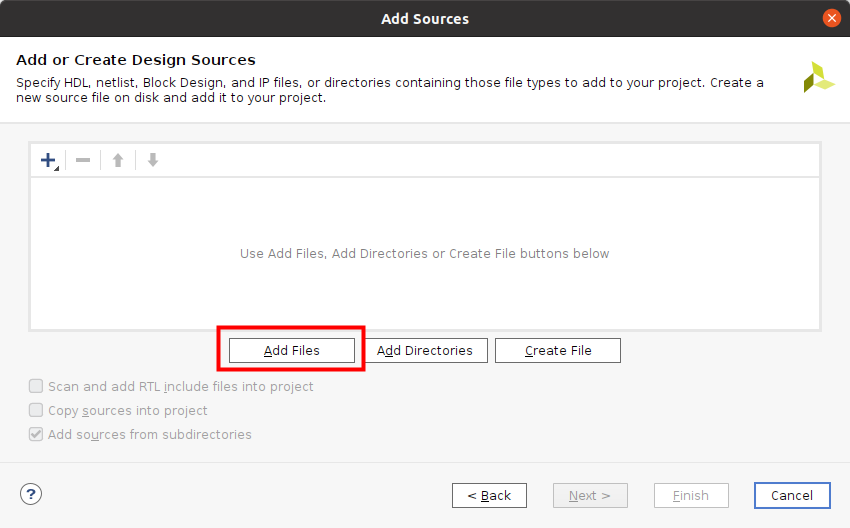 Add Sources
Add or Create Design Sources
Specify HDL, netlist, Block Design, and IP files, or directories containing those file types to add to your project. Create a
new source file on disk and add it to your project.
Use Add Files, Add Directories or Create File buttons below
Add Files
Add Directories
Create File
Scan and add RTL include files into project
Copy sources into project
Add sources from subdirectories
?
< Back
Next >
Finish
Cancel